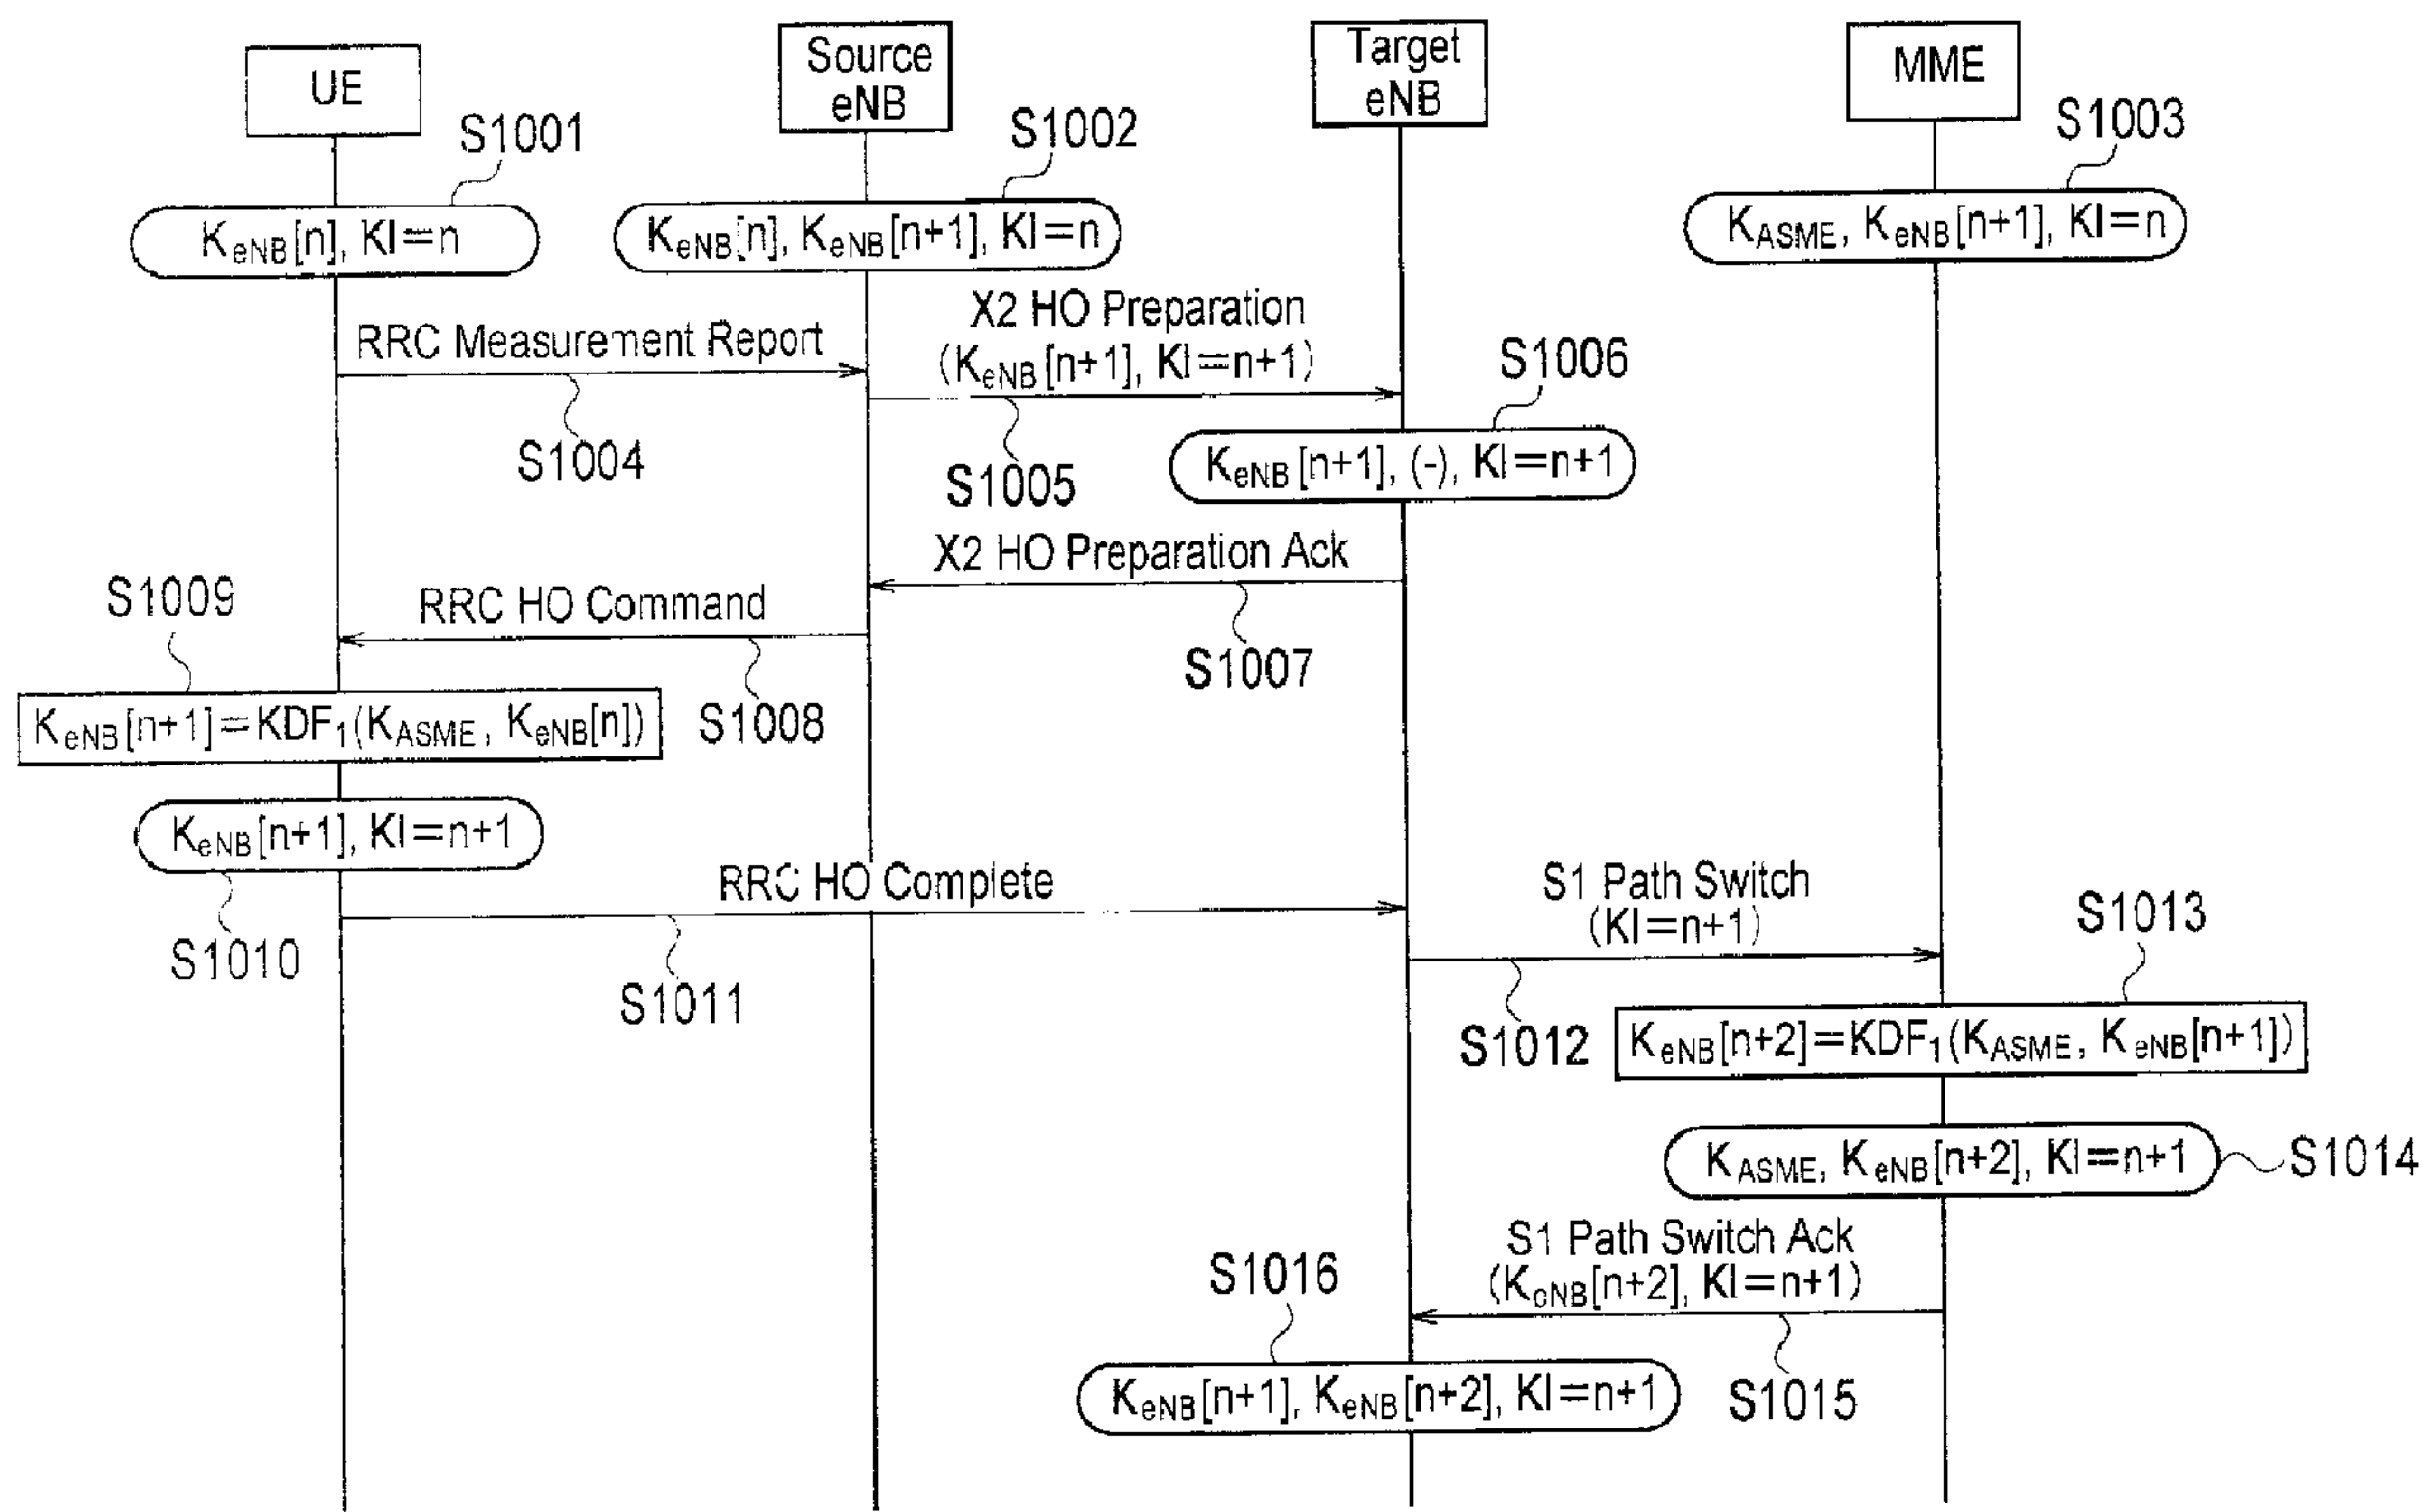 UE
Source
eNB
Target
eNB
MME
S1001
S1002
S1003
KeNB[n], KI=n
KeNB[n], KeNB[n+1], KI=n
KASME, KeNB[n+1], KI=n
RRC Measurement Report
S1004
X2 HO Preparation
(KeNB[n+1], KI=n+1)
S1005
S1006
KeNB[n+1], (-), KI=n+1
X2 HO Preparation Ack
S1007
RRC HO Command
S1008
S1009
KeNB[n+1]=KDF1(KASME, KeNB[n])
KeNB[n+1], KI=n+1
S1010
RRC HO Complete
S1011
S1 Path Switch
(KI=n+1)
S1012
S1013
KeNB[n+2]=KDF1(KASME, KeNB[n+1])
KASME, KeNB[n+2], KI=n+1
S1014
S1 Path Switch Ack
(KeNB[n+2], KI=n+1)
S1015
S1016
KeNB[n+1], KeNB[n+2], KI=n+1